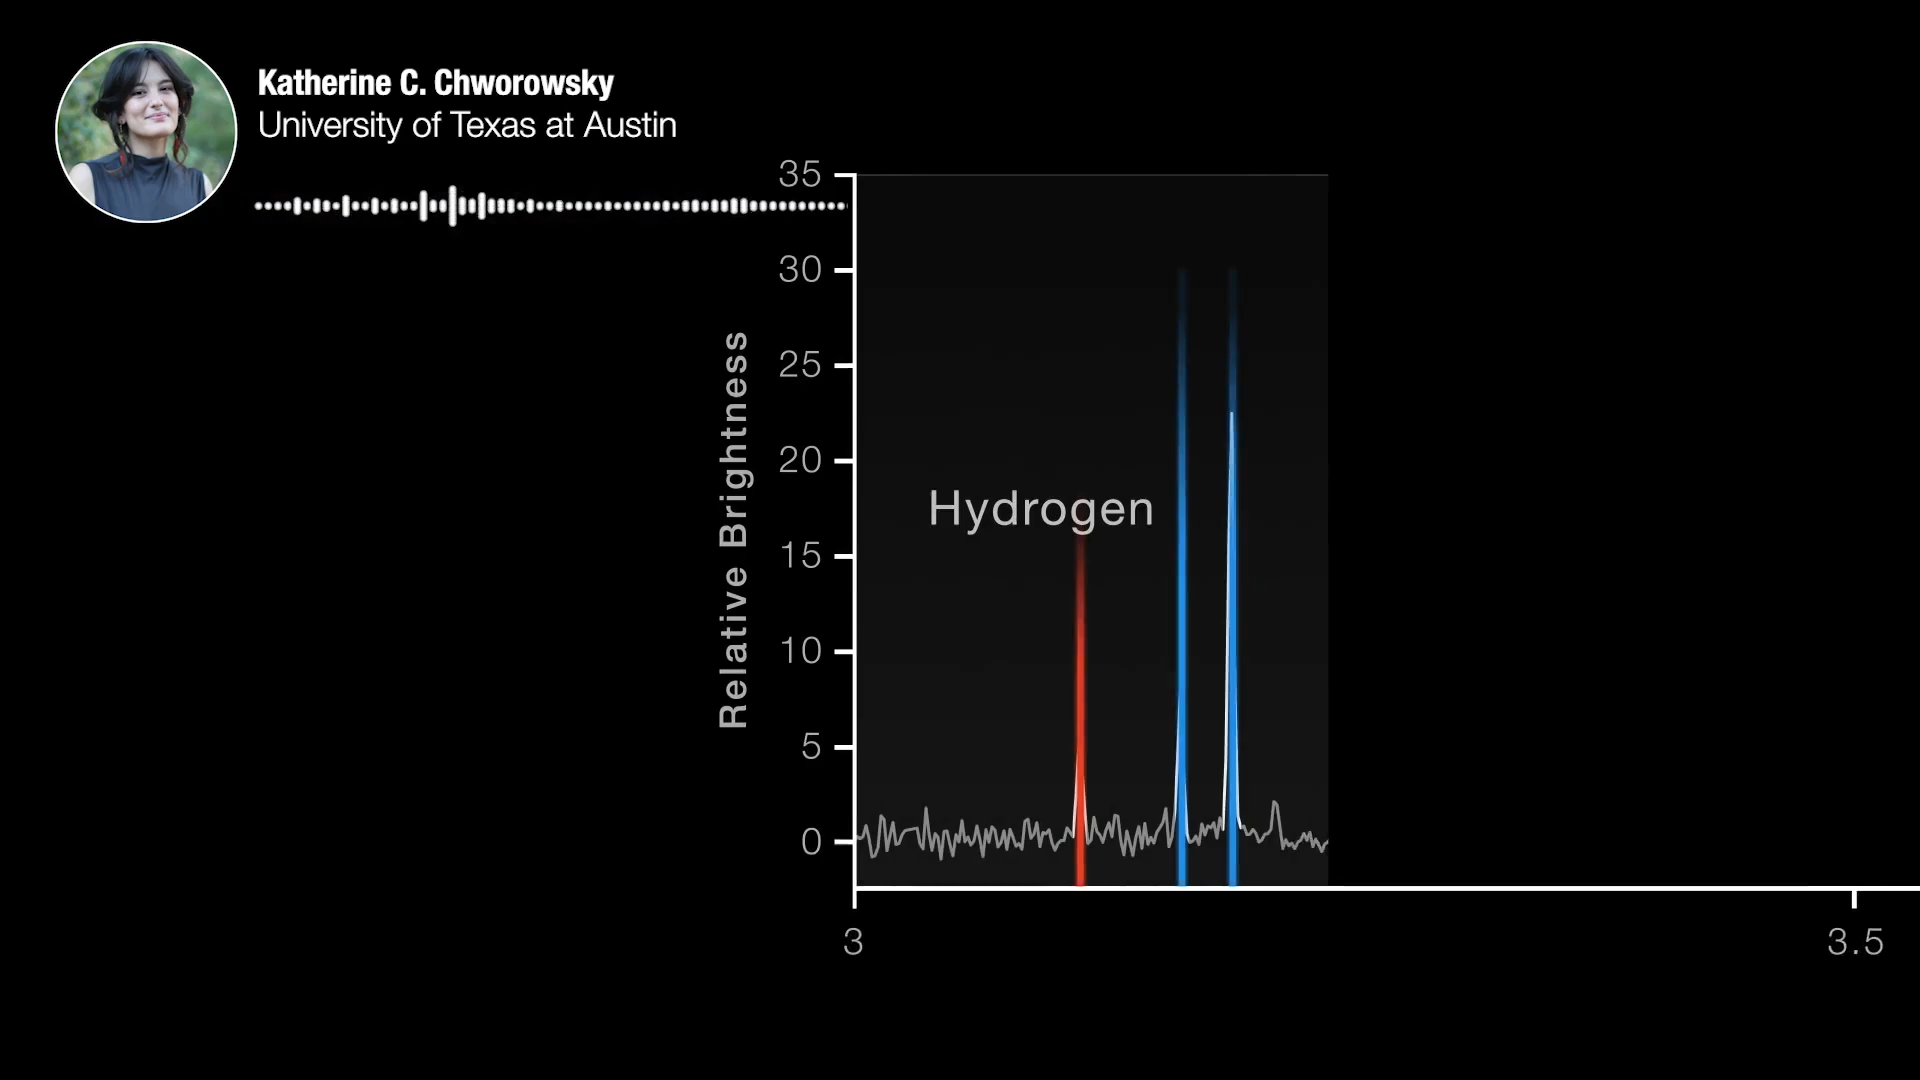 Katherine C. Chworowsky
University of Texas at Austin
35
30
25
20
15
10
5
0
Relative Brightness
Hydrogen
3
3.5